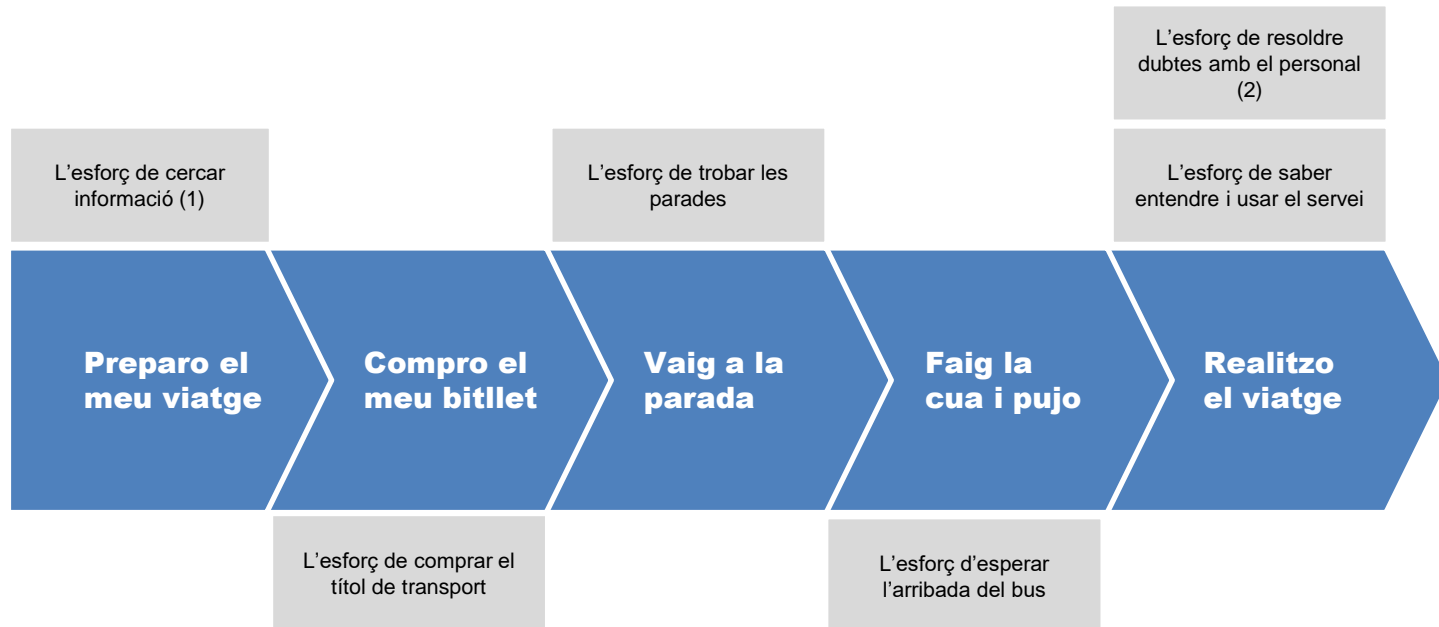 L’esforç de resoldre
dubtes amb el personal
(2)
L’esforç de cercar
informació (1)
L’esforç de trobar les
parades
L’esforç de saber
entendre i usar el servei
Preparo el
meu viatge
Compro el
meu bitllet
Vaig a la
parada
Faig la
cua i pujo
Realitzo
el viatge
L’esforç de comprar el
títol de transport
L’esforç d’esperar
l’arribada del bus